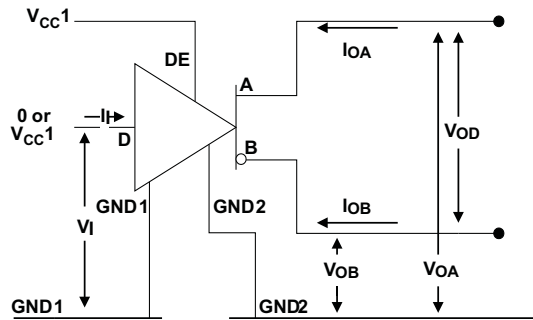 VCC1
DE
IOA
A
0 or
VCC1
II
D
VOD
B
GND1
GND2
IOB
VI
VOB
VOA
GND1
GND2